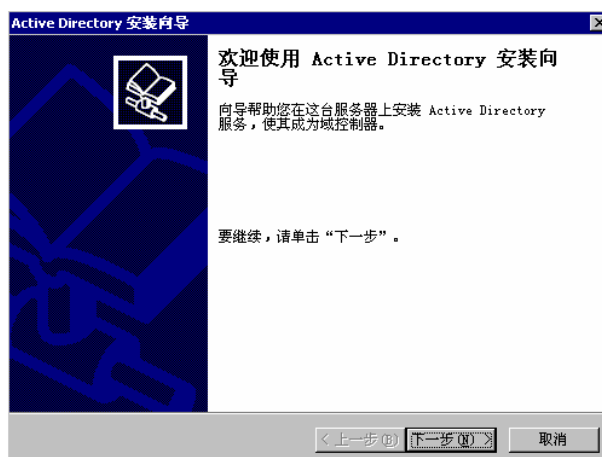 Active Directory 安装向导
欢迎使用 Active Directory 安装向
导
向导帮助您在这台服务器上安装 Active Directory
服务，使其成为域控制器。
要继续，请单击“下一步”。
< 上一步(B) 下一步(N) > 取消